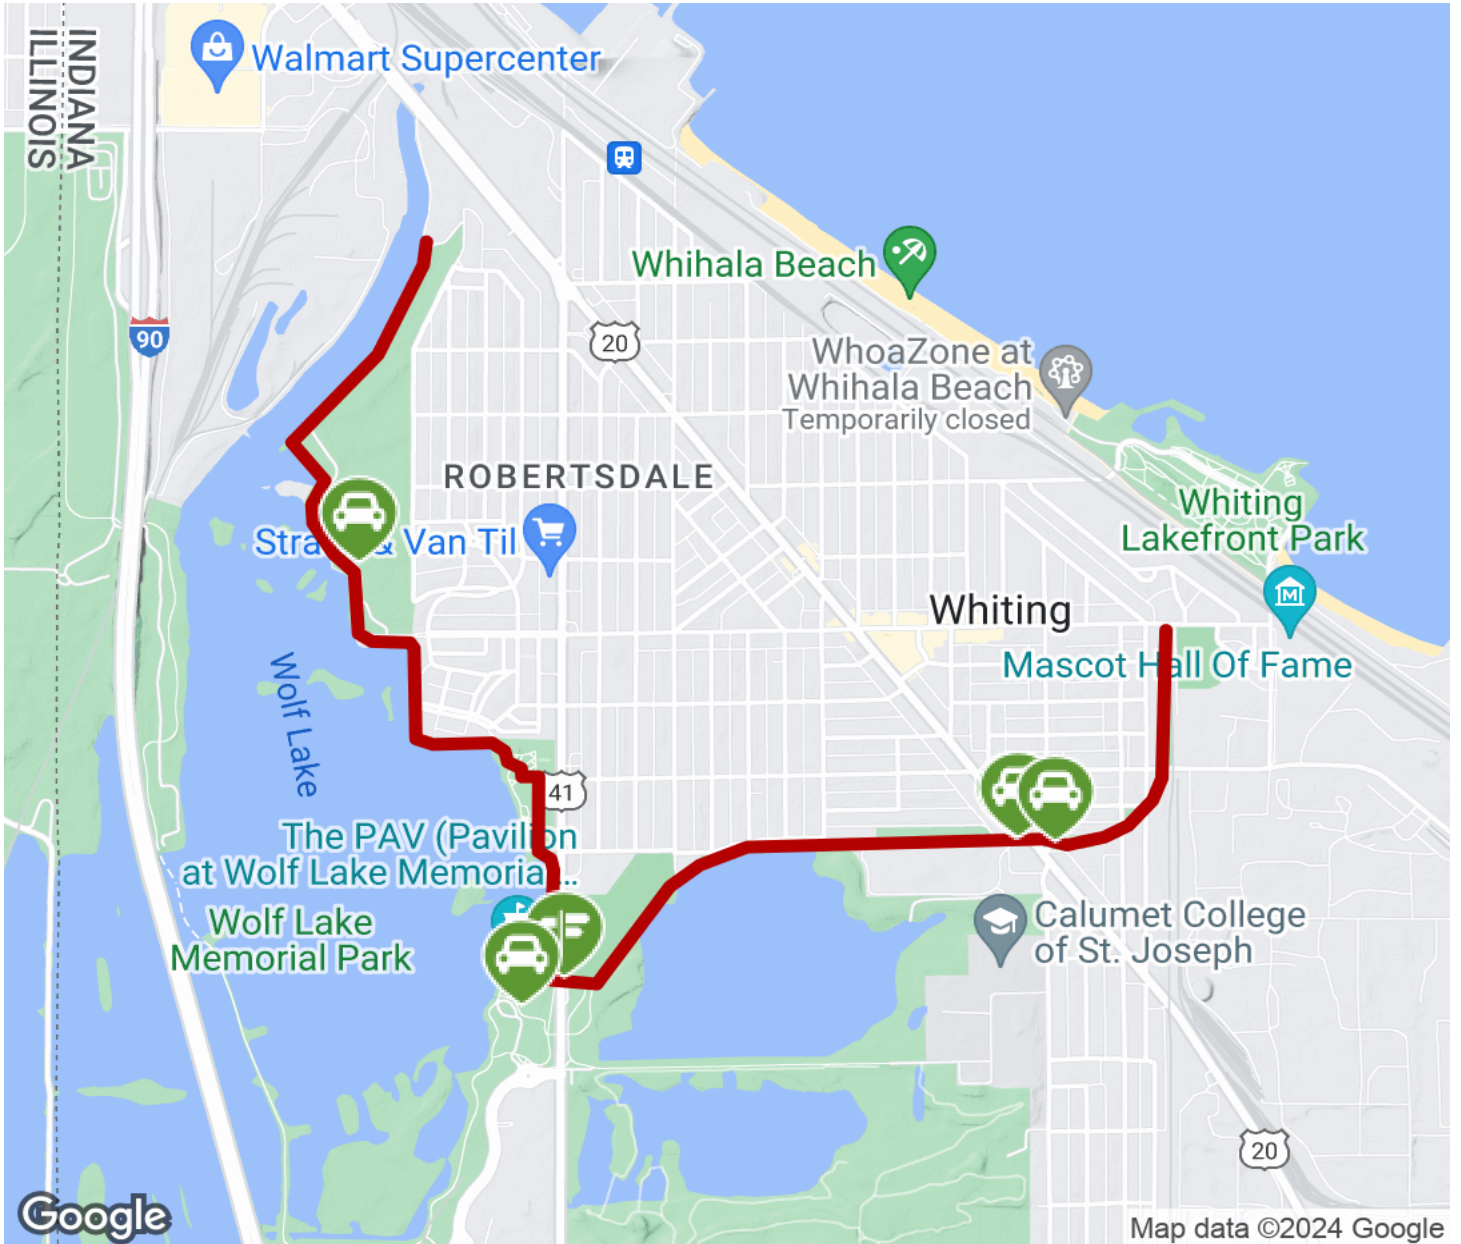 INDIANA
ILLINOIS
Walmart Supercenter
90
20
Whihala Beach
WhoaZone at
Whihala Beach
Temporarily closed
ROBERTSDALE
Stra & Van Til
Whiting
Lakefront Park
Whiting
M
Mascot Hall Of Fame
Wolf Lake
41
The PAV (Pavilion
at Wolf Lake Memoria...
Wolf Lake
Memorial Park
Calumet College
of St. Joseph
20
Google
Map data ©2024 Google